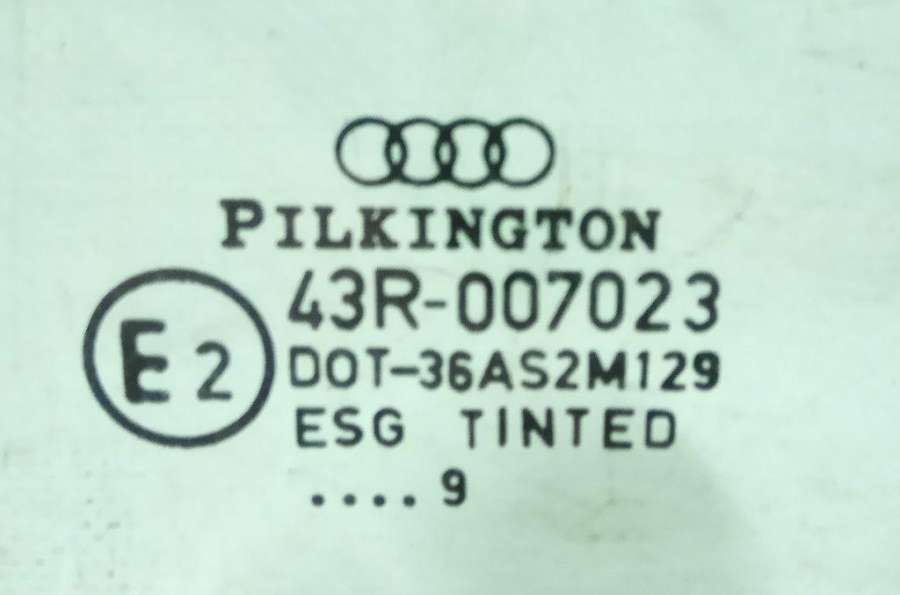 PILKINGTON
E2 43R-007023
DOT-36AS2M129
ESG TINTED
....9